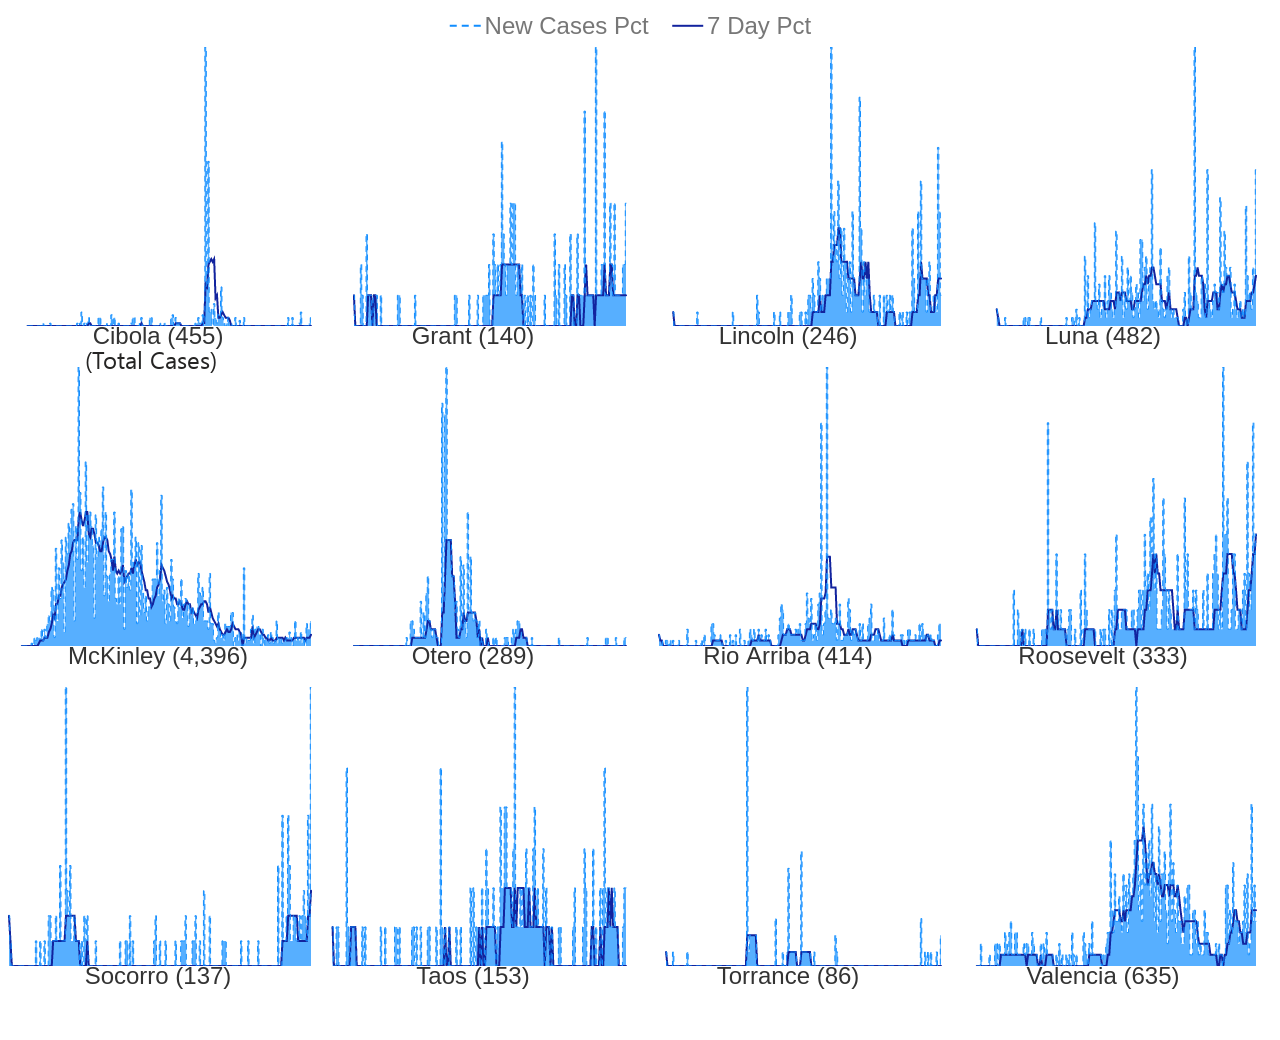 New Cases Pct 7 Day Pct
Cibola (455) Grant (140) Lincoln (246) Luna (482)
(Total Cases)
McKinley (4,396) Otero (289) Rio Arriba (414) Roosevelt (333)
Socorro (137) Taos (153) Torrance (86) Valencia (635)